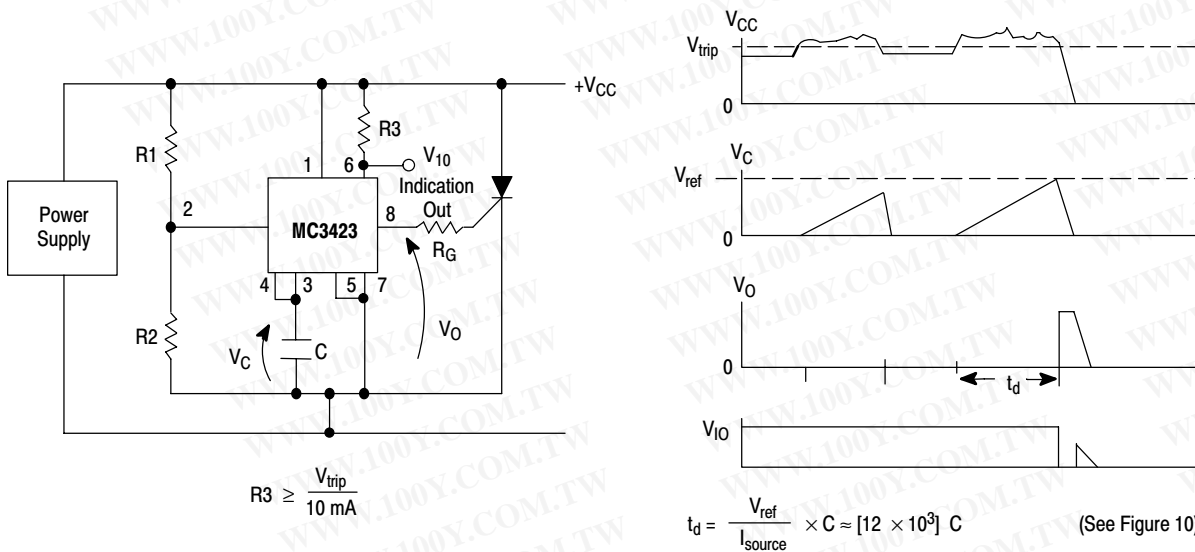 +VCC
R1
R3
1
6
V10
Indication
Out
2
8
Power
Supply
MC3423
RG
4
3
5
7
R2
VC
C
VO
R3 ≥ Vtrip / 10 mA
VCC
Vtrip
0
VC
Vref
0
VO
0
td
VIO
td = Vref / Isource × C ≈ [12 × 10³] C (See Figure 10)
WWW.100Y.COM.TW